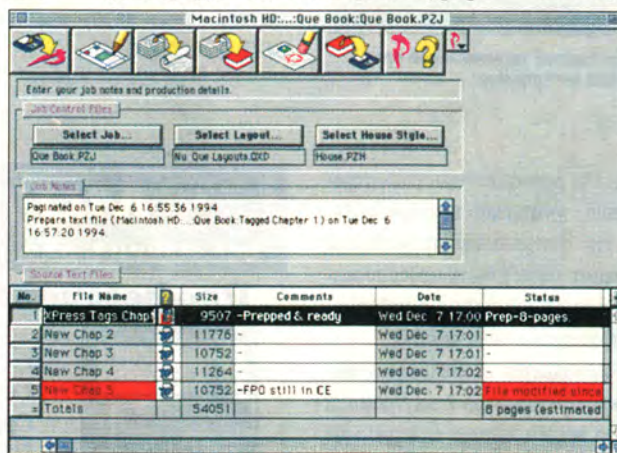 Macintosh HD:...:Que Book:Que Book.PZJ
Enter your job notes and production details.
Job Control Files
Select Job... Select Layout... Select House Style...
Que Book.PZJ Nu Que Layouts.QXD House.PZH
Job Notes
Paginated on Tue Dec 6 16:55:36 1994
Prepare text file (Macintosh HD:...:Que Book:Tagged Chapter 1) on Tue Dec 6
16:57:20 1994.
Source Text Files
No. File Name ? Size Comments Date Status
1 XPress Tags Chapt 9507 -Prepped & ready Wed Dec 7 17:00 Prep-8-pages.
2 New Chap 2 11776 - Wed Dec 7 17:01 -
3 New Chap 3 10752 - Wed Dec 7 17:01 -
4 New Chap 4 11264 - Wed Dec 7 17:02 -
5 New Chap 5 10752 -FPO still in CE Wed Dec 7 17:02 File modified since
= Totals 54051 8 pages (estimated